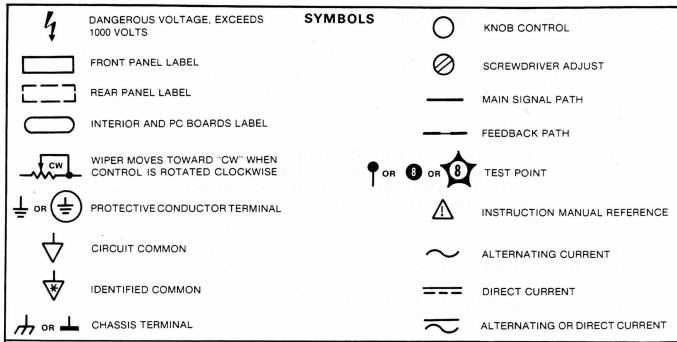 SYMBOLS
DANGEROUS VOLTAGE, EXCEEDS
1000 VOLTS
FRONT PANEL LABEL
REAR PANEL LABEL
INTERIOR AND PC BOARDS LABEL
CW
WIPER MOVES TOWARD "CW" WHEN
CONTROL IS ROTATED CLOCKWISE
OR
PROTECTIVE CONDUCTOR TERMINAL
CIRCUIT COMMON
*
IDENTIFIED COMMON
OR
CHASSIS TERMINAL
KNOB CONTROL
SCREWDRIVER ADJUST
MAIN SIGNAL PATH
FEEDBACK PATH
OR 8 OR 8 TEST POINT
! INSTRUCTION MANUAL REFERENCE
ALTERNATING CURRENT
DIRECT CURRENT
ALTERNATING OR DIRECT CURRENT